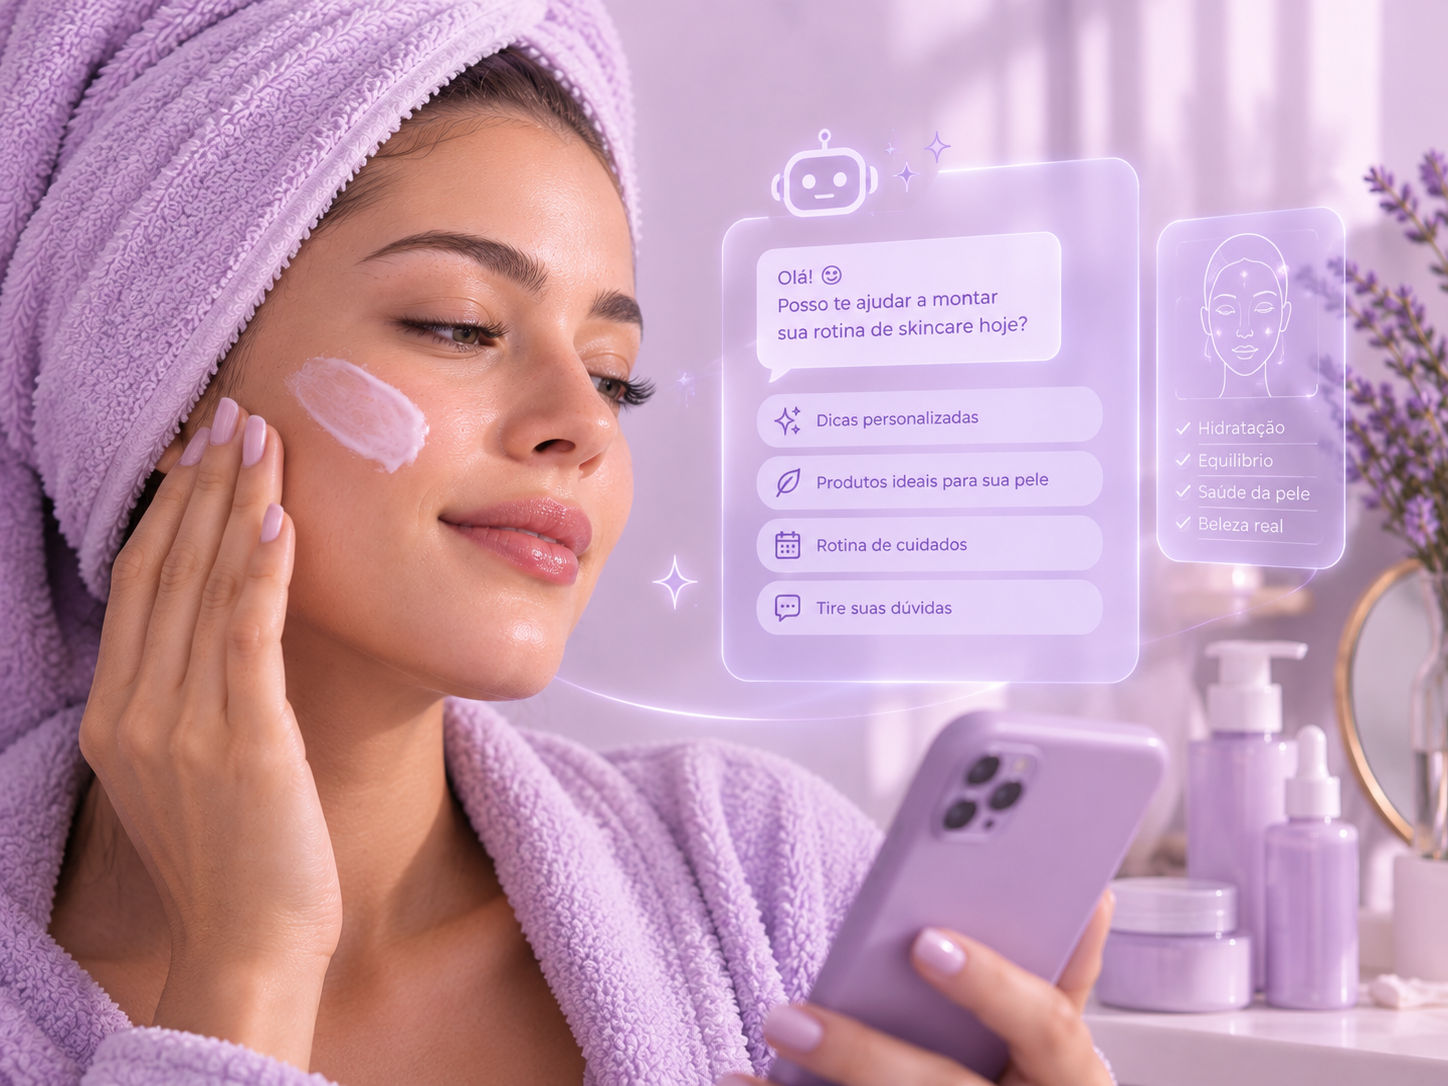 Olá! 
Posso te ajudar a montar
sua rotina de skincare hoje?
Dicas personalizadas
Produtos ideais para sua pele
Rotina de cuidados
Tire suas dúvidas
Hidratação
Equilibrio
Saúde da pele
Beleza real